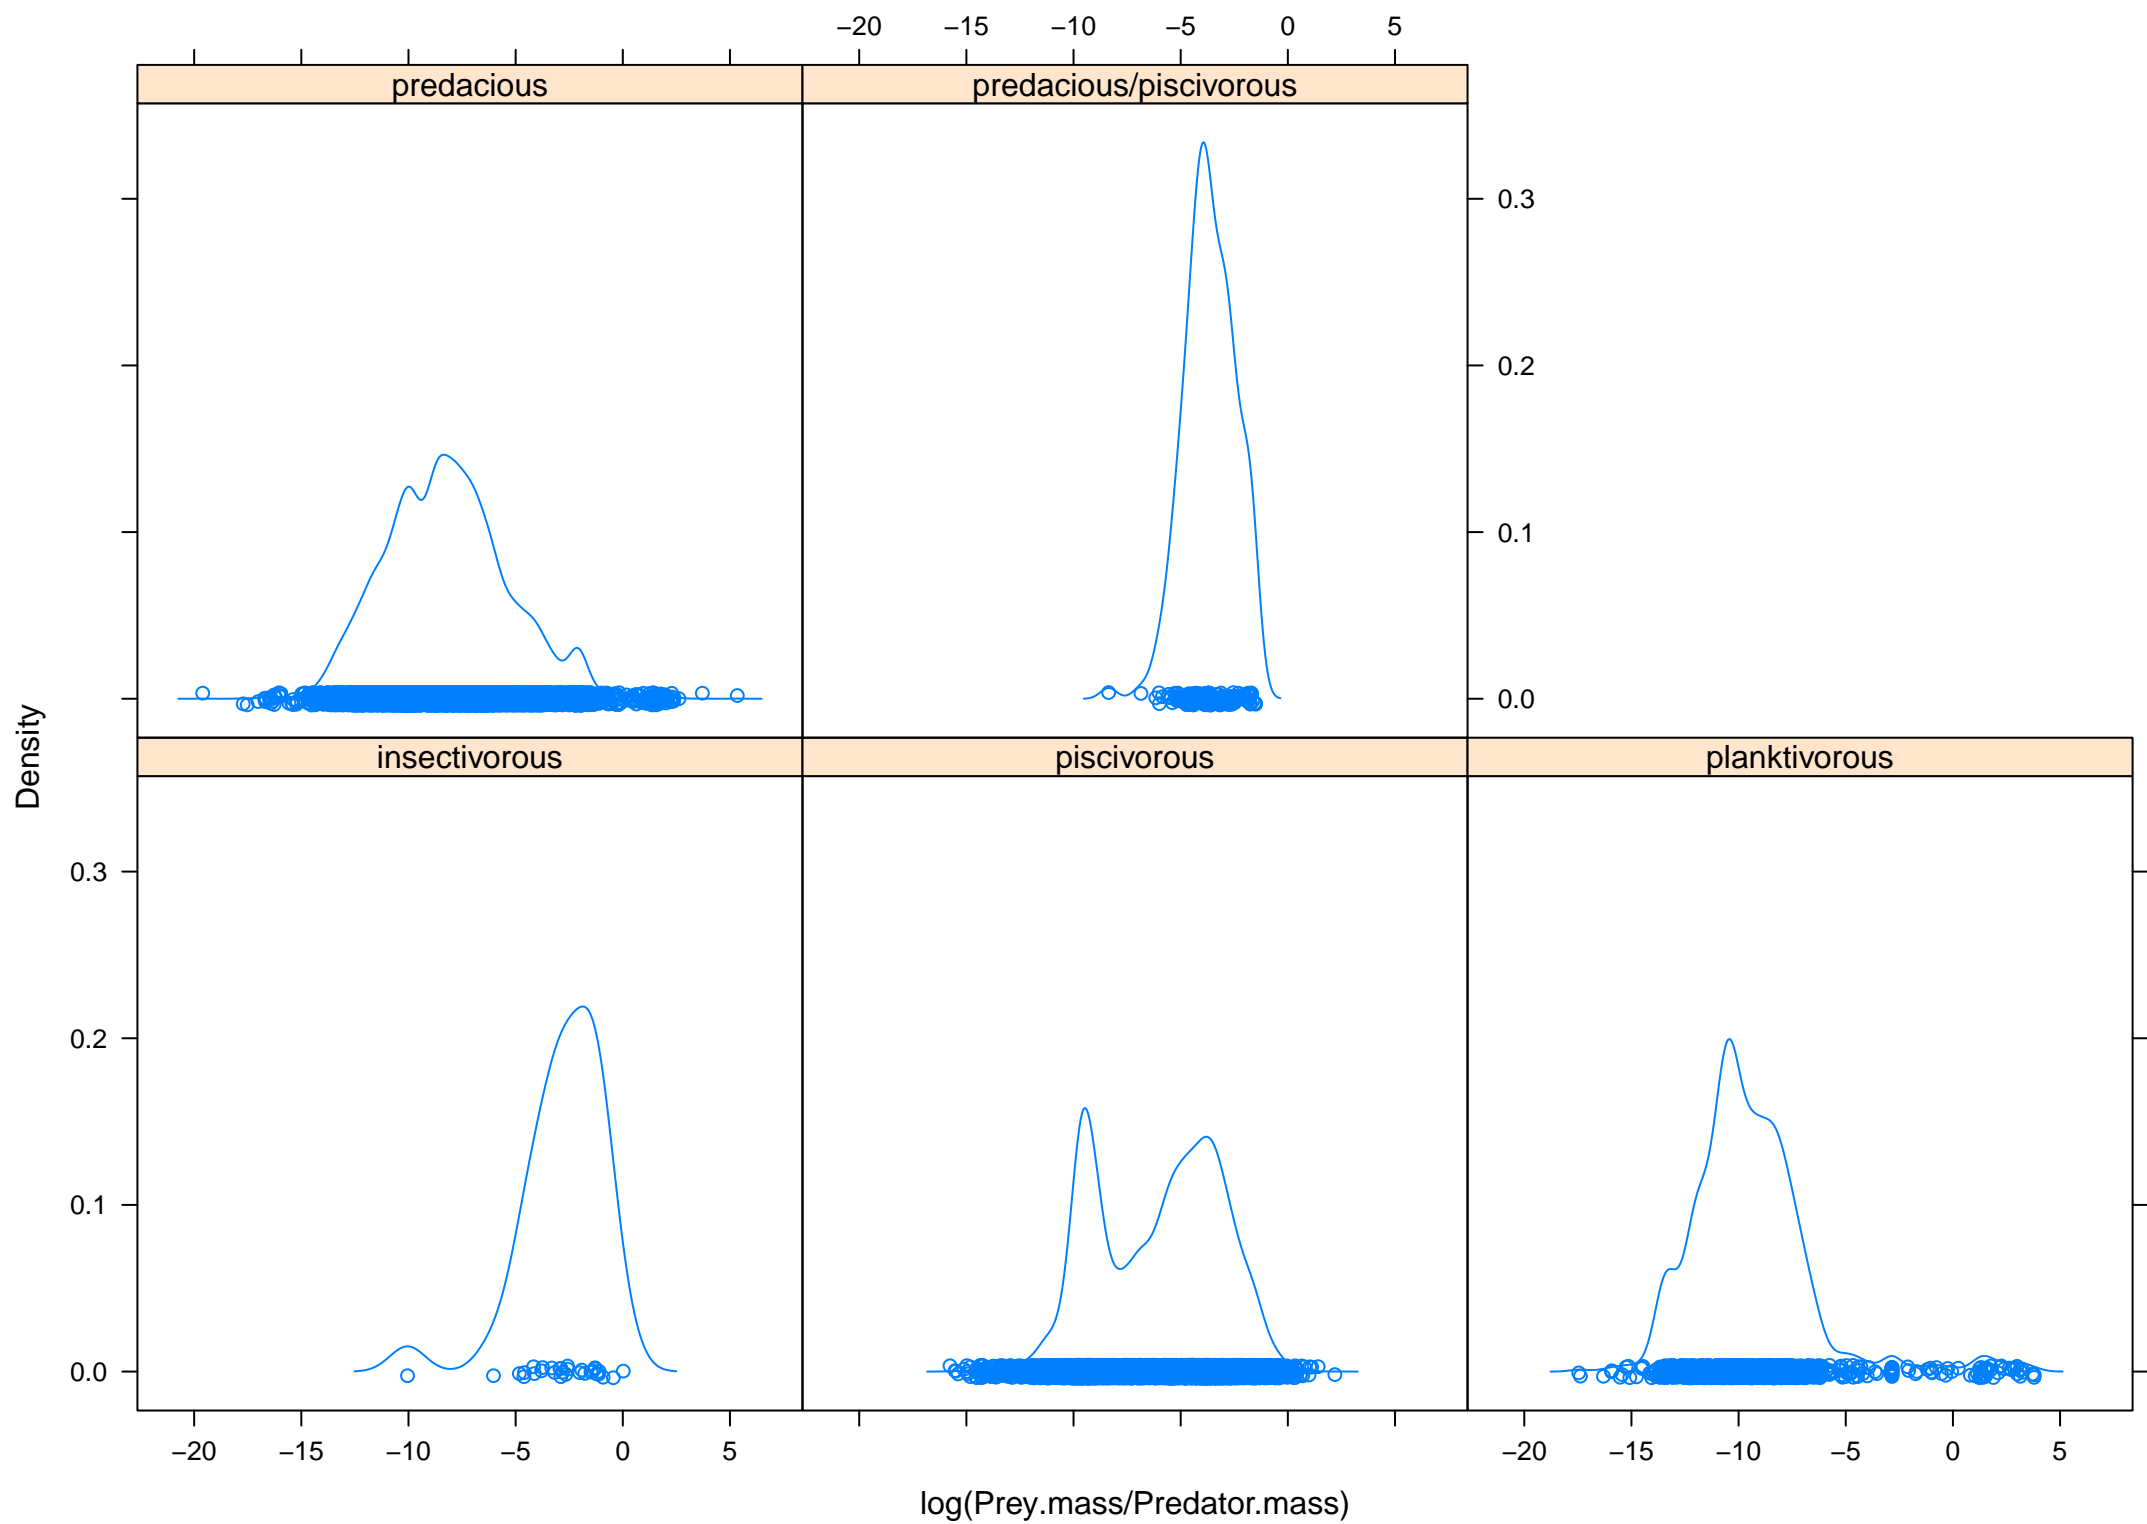 −20 −15 −10 −5 0 5
predacious predacious/piscivorous
0.3
0.2
0.1
0.0
Density
insectivorous piscivorous planktivorous
0.3
0.2
0.1
0.0
−20 −15 −10 −5 0 5 −20 −15 −10 −5 0 5
log(Prey.mass/Predator.mass)